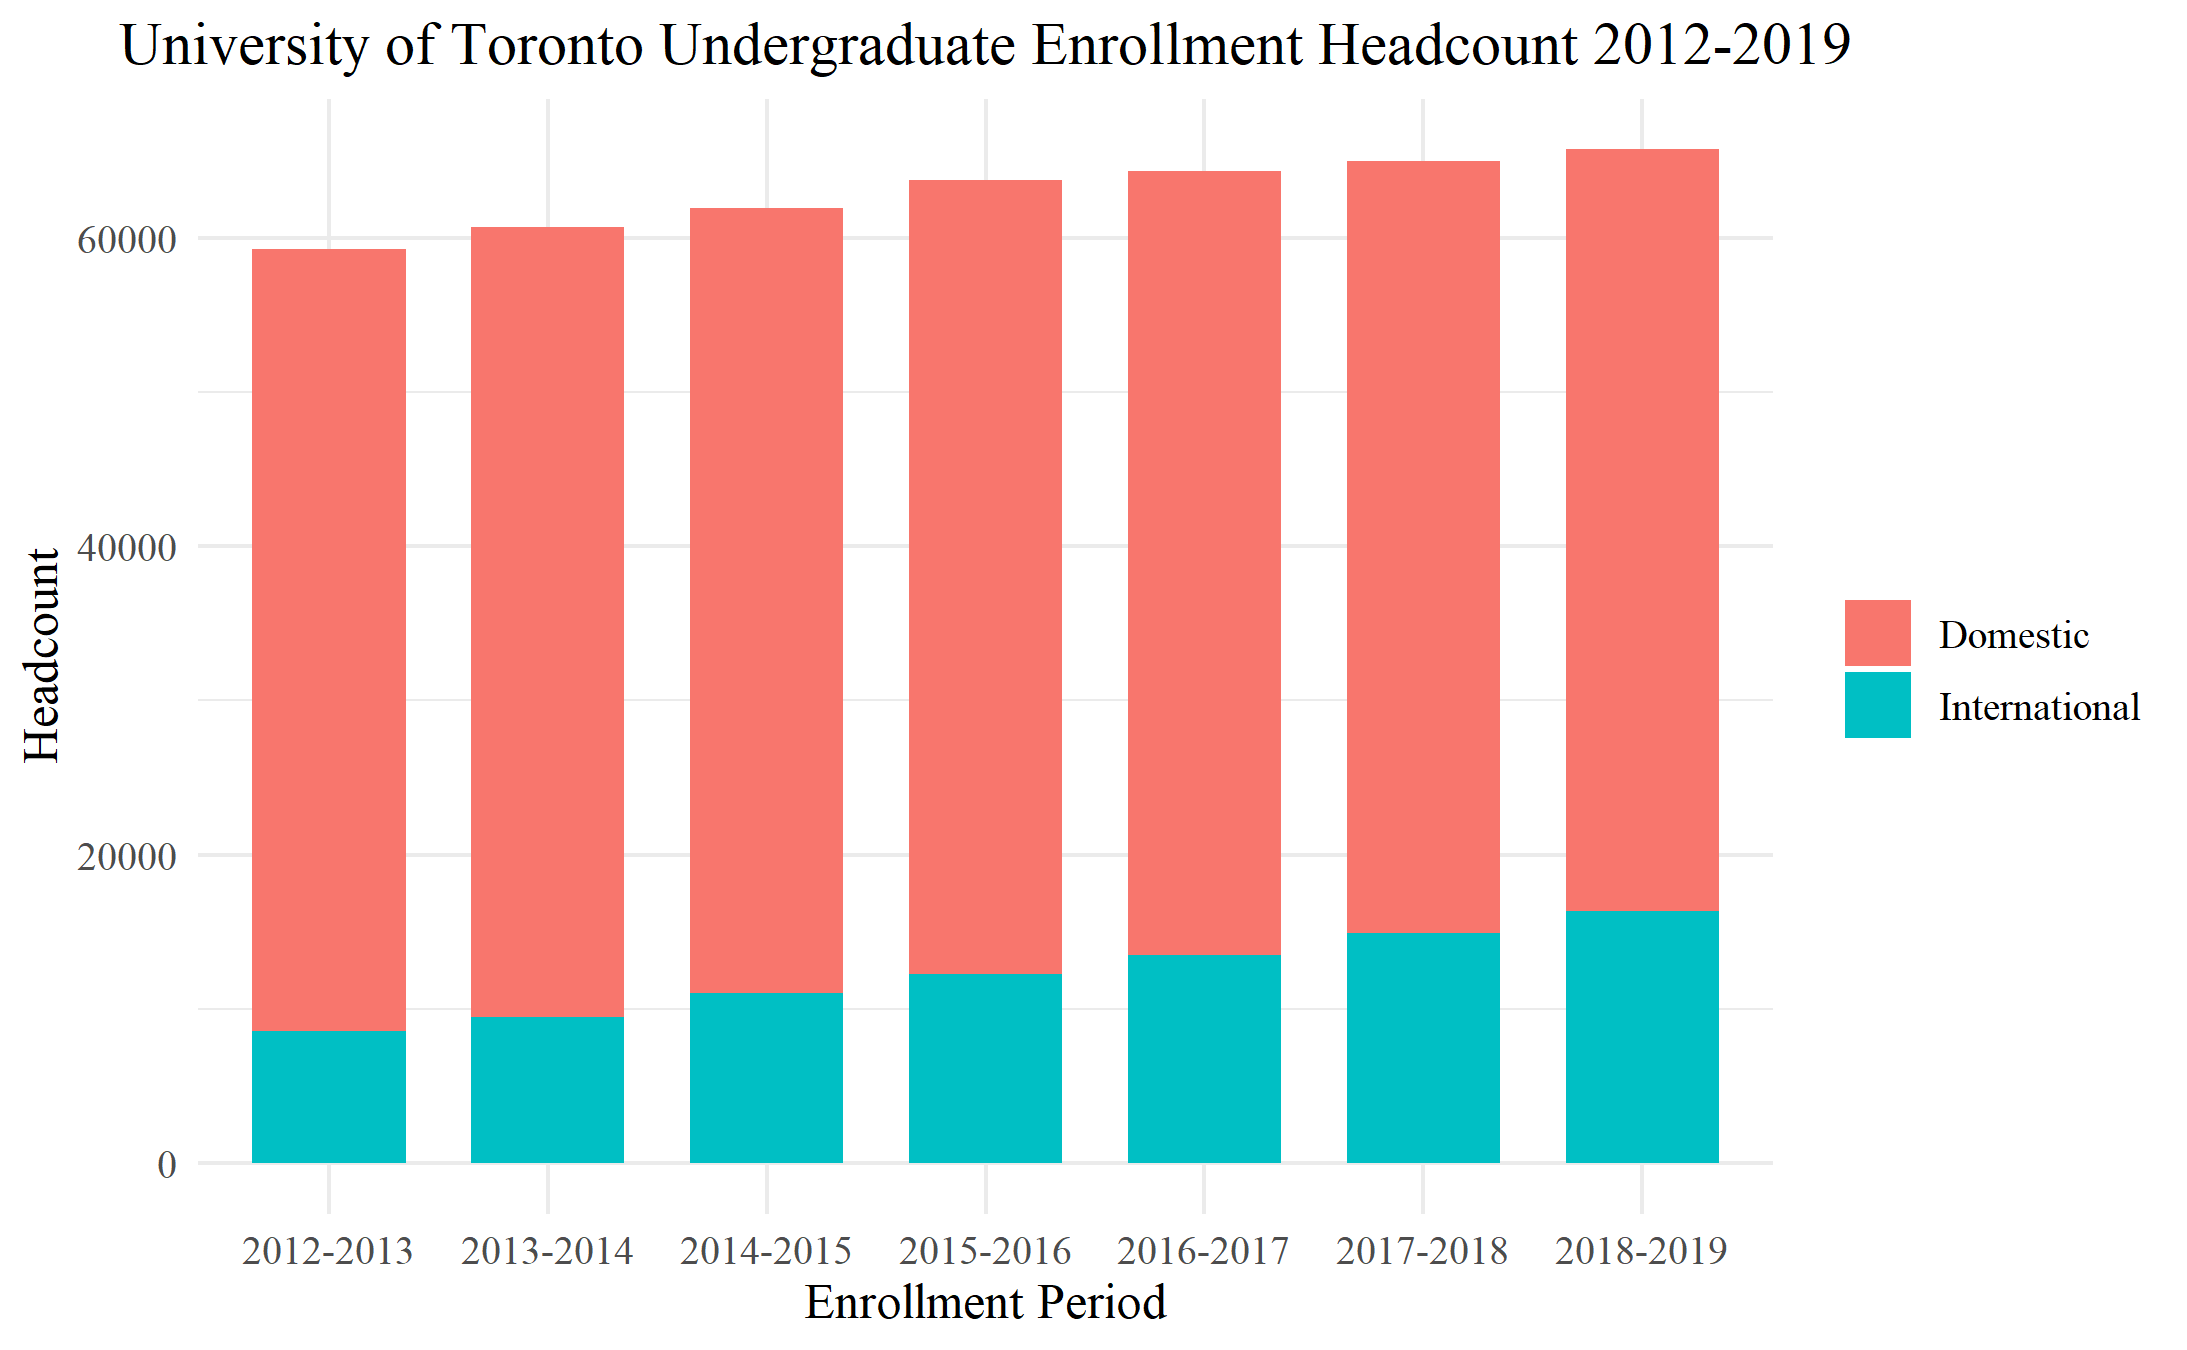 University of Toronto Undergraduate Enrollment Headcount 2012-2019
Headcount
60000
40000
20000
0
2012-2013 2013-2014 2014-2015 2015-2016 2016-2017 2017-2018 2018-2019
Enrollment Period
Domestic
International